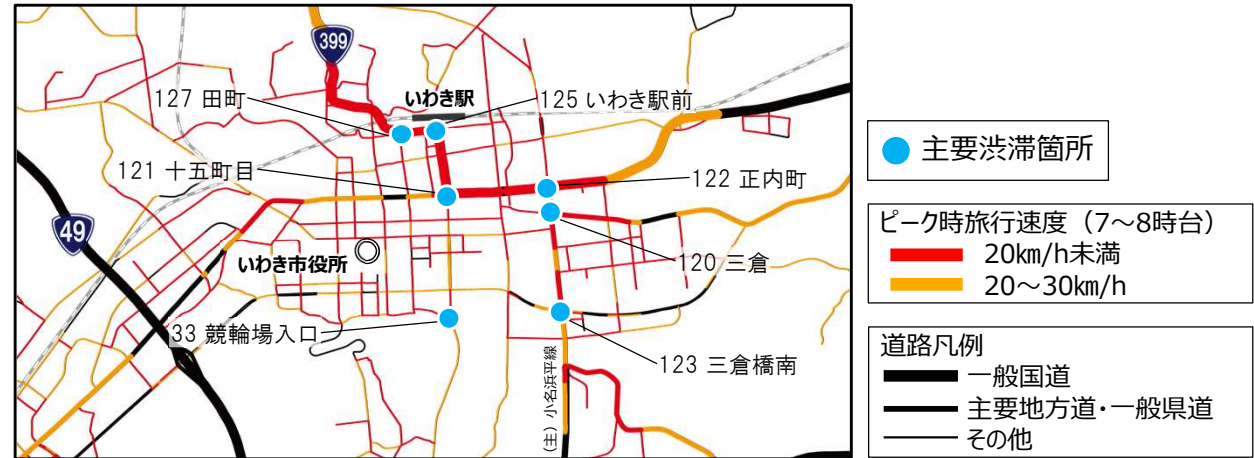 399
127 田町
いわき駅
125 いわき駅前
121 十五町目
122 正内町
49
いわき市役所
120 三倉
33 競輪場入口
123 三倉橋南
(主) 小名浜平線
主要渋滞箇所
ピーク時旅行速度（7～8時台）
20km/h未満
20～30km/h
道路凡例
一般国道
主要地方道・一般県道
その他